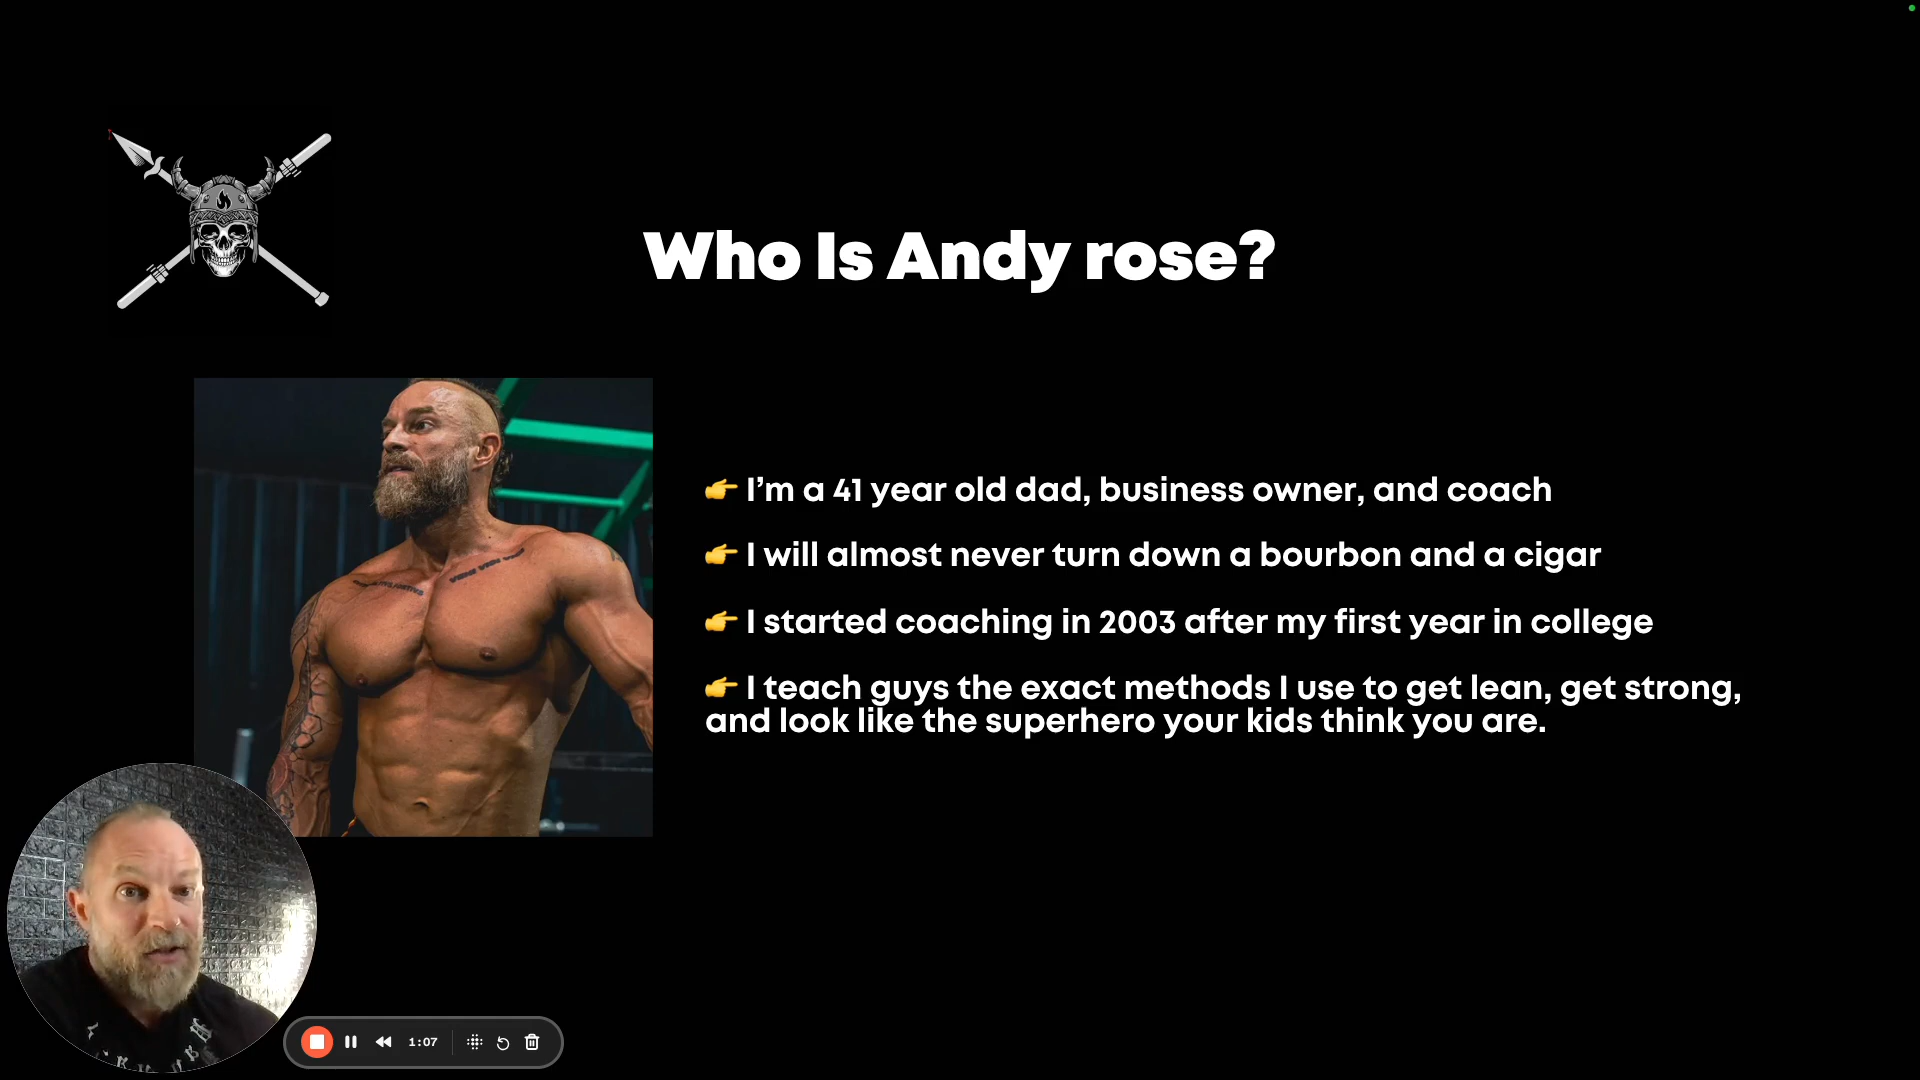 Who Is Andy rose?
👉 I’m a 41 year old dad, business owner, and coach
👉 I will almost never turn down a bourbon and a cigar
👉 I started coaching in 2003 after my first year in college
👉 I teach guys the exact methods I use to get lean, get strong,
and look like the superhero your kids think you are.
1:07